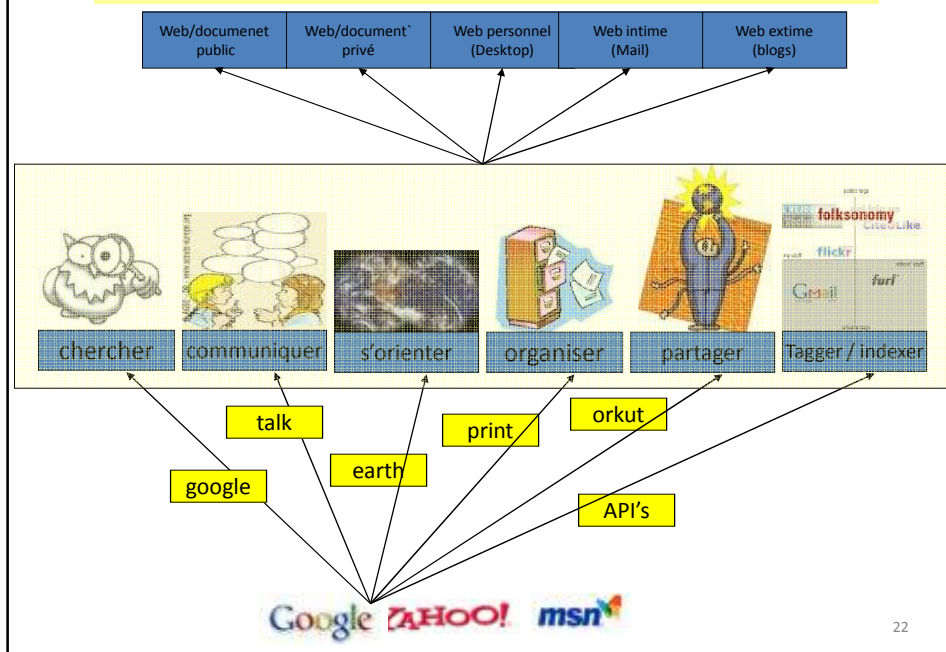 Web/documenet public
Web/document` privé
Web personnel (Desktop)
Web intime (Mail)
Web extime (blogs)
folksonomy
CiteULike
flickr
Gmail
furl
chercher
communiquer
s'orienter
organiser
partager
Tagger / indexer
talk
print
orkut
earth
google
API's
Google
YAHOO!
msn
22